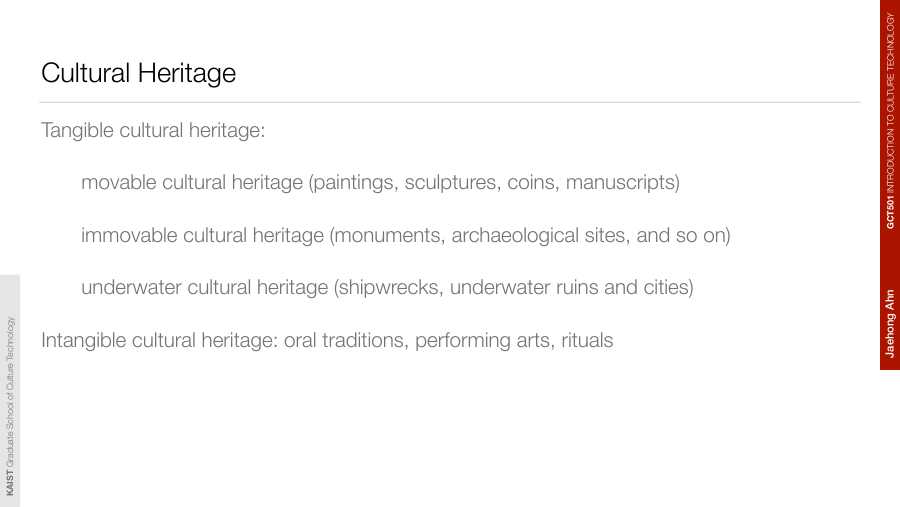 Cultural Heritage
Tangible cultural heritage:
movable cultural heritage (paintings, sculptures, coins, manuscripts)
immovable cultural heritage (monuments, archaeological sites, and so on)
underwater cultural heritage (shipwrecks, underwater ruins and cities)
Intangible cultural heritage: oral traditions, performing arts, rituals
KAIST Graduate School of Culture Technology
GCT501 INTRODUCTION TO CULTURE TECHNOLOGY
Jaehong Ahn